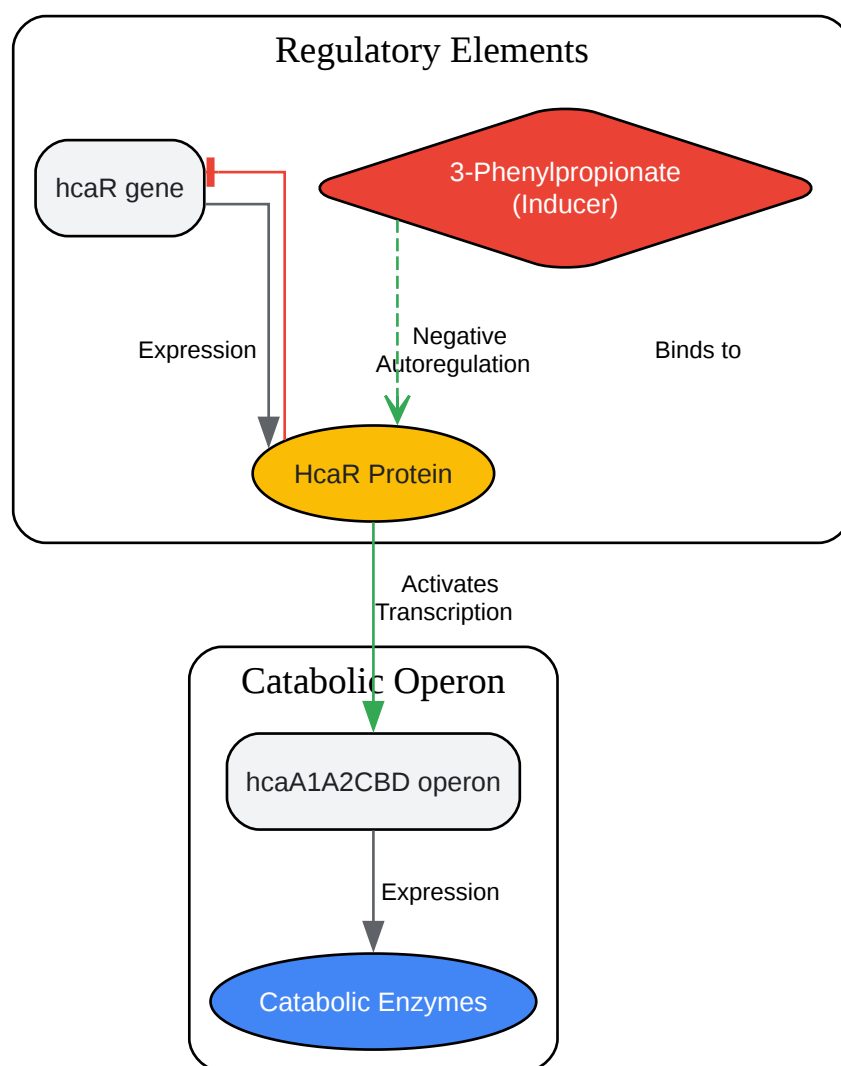 Regulatory Elements
hcaR gene
3-Phenylpropionate
(Inducer)
Expression
Negative
Autoregulation
Binds to
HcaR Protein
Activates
Transcription
Catabolic Operon
hcaA1A2CBD operon
Expression
Catabolic Enzymes